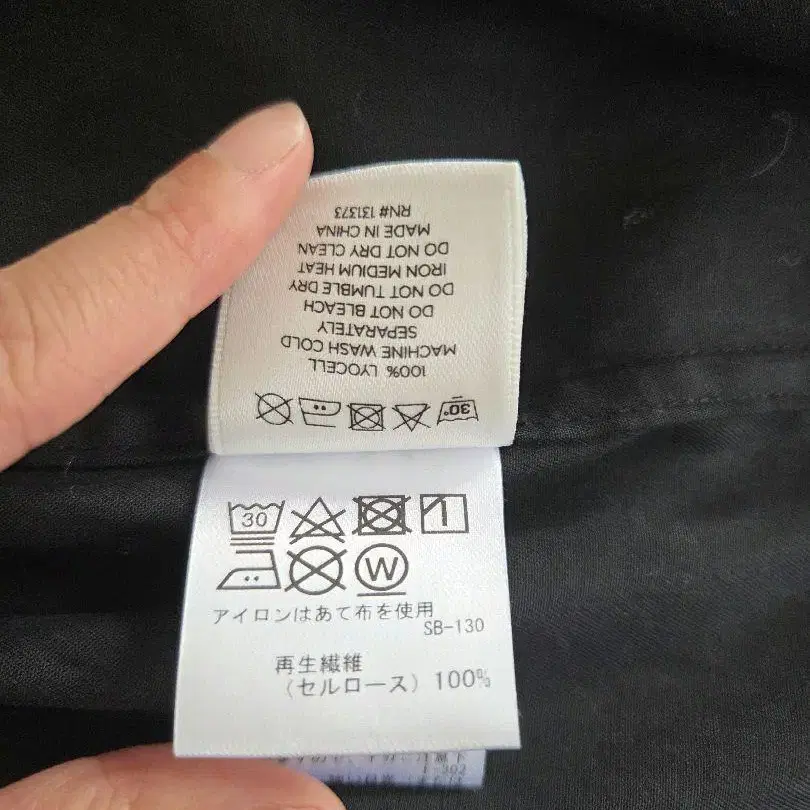 100% LYOCELL
MACHINE WASH COLD
SEPARATELY
DO NOT BLEACH
DO NOT TUMBLE DRY
IRON MEDIUM HEAT
DO NOT DRY CLEAN
MADE IN CHINA
RN# 131373
30°
30
W
アイロンはあて布を使用
SB-130
再生繊維
(セルロース) 100%